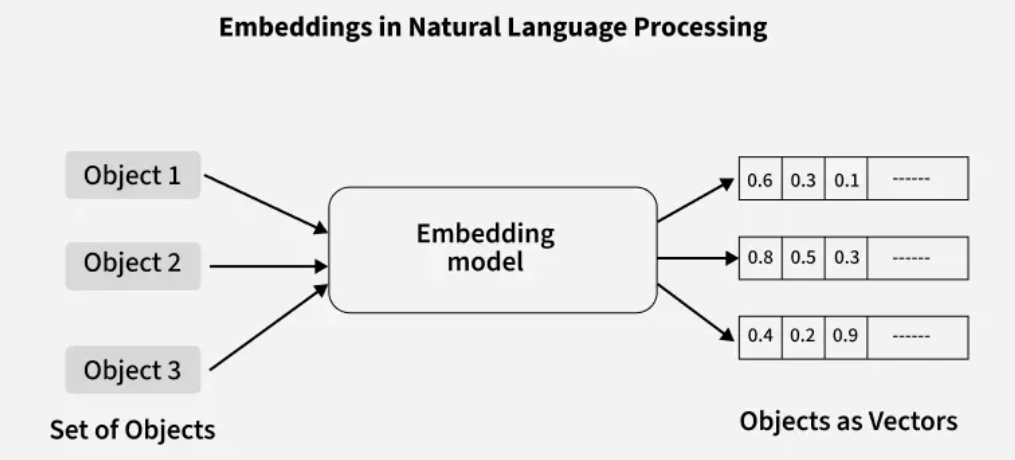 Embeddings in Natural Language Processing
Object 1
Object 2
Object 3
Set of Objects
Embedding
model
0.6 0.3 0.1 ------
0.8 0.5 0.3 ------
0.4 0.2 0.9 ------
Objects as Vectors